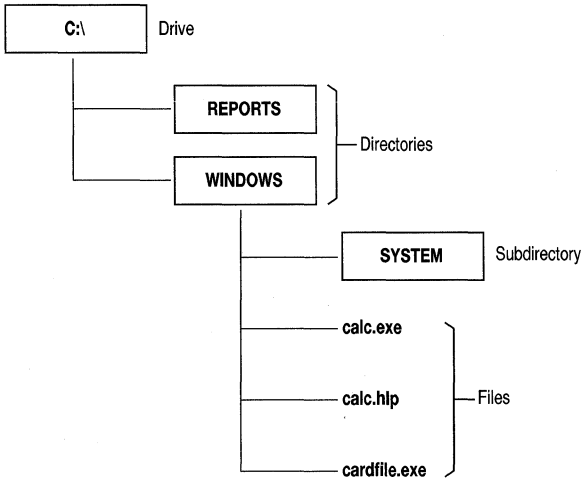 C:\ Drive
REPORTS
Directories
WINDOWS
SYSTEM Subdirectory
calc.exe
calc.hlp Files
cardfile.exe